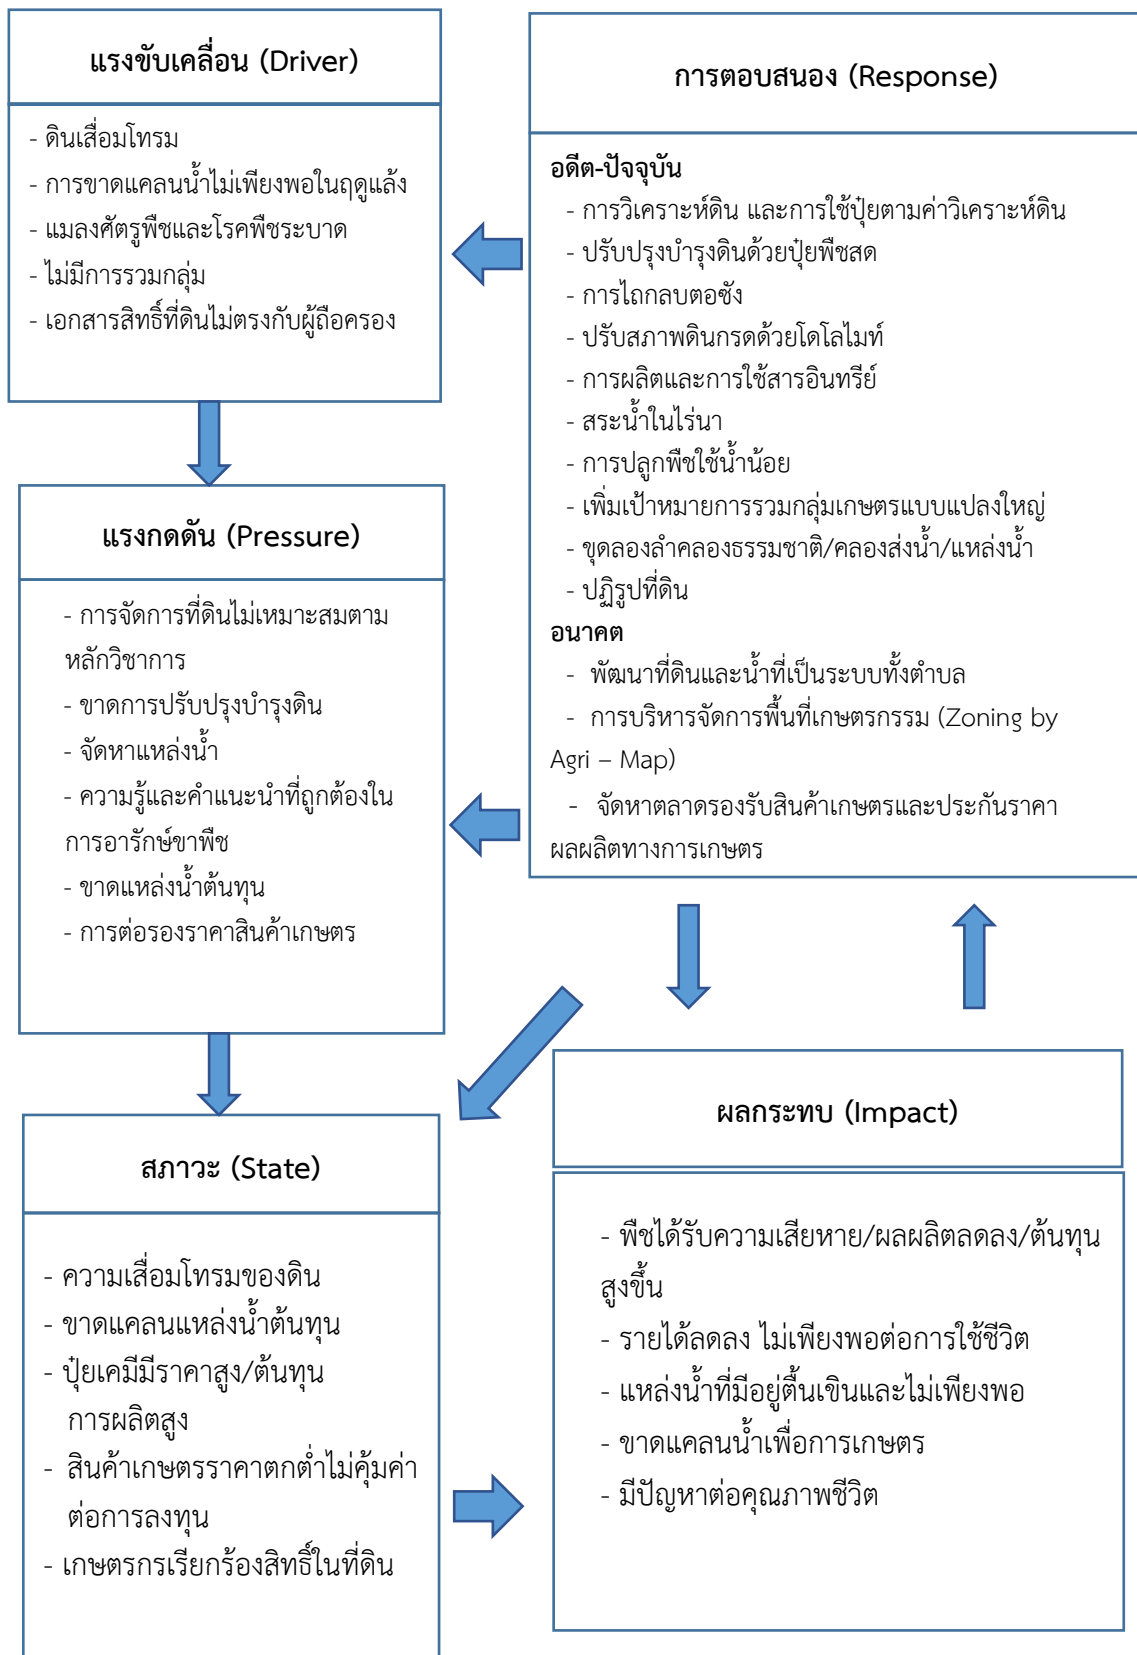 แรงขับเคลื่อน (Driver)
- ดินเสื่อมโทรม
- การขาดแคลนน้ำไม่เพียงพอในฤดูแล้ง
- แมลงศัตรูพืชและโรคพืชระบาด
- ไม่มีการรวมกลุ่ม
- เอกสารสิทธิ์ที่ดินไม่ตรงกับผู้ถือครอง
การตอบสนอง (Response)
อดีต-ปัจจุบัน
- การวิเคราะห์ดิน และการใช้ปุ๋ยตามค่าวิเคราะห์ดิน
- ปรับปรุงบำรุงดินด้วยปุ๋ยพืชสด
- การไถกลบตอซัง
- ปรับสภาพดินกรดด้วยโดโลไมท์
- การผลิตและการใช้สารอินทรีย์
- สระน้ำในไร่นา
- การปลูกพืชใช้น้ำน้อย
- เพิ่มเป้าหมายการรวมกลุ่มเกษตรแบบแปลงใหญ่
- ขุดลองลำคลองธรรมชาติ/คลองส่งน้ำ/แหล่งน้ำ
- ปฏิรูปที่ดิน
อนาคต
- พัฒนาที่ดินและน้ำที่เป็นระบบทั้งตำบล
- การบริหารจัดการพื้นที่เกษตรกรรม (Zoning by
Agri – Map)
- จัดหาตลาดรองรับสินค้าเกษตรและประกันราคา
ผลผลิตทางการเกษตร
แรงกดดัน (Pressure)
- การจัดการที่ดินไม่เหมาะสมตาม
หลักวิชาการ
- ขาดการปรับปรุงบำรุงดิน
- จัดหาแหล่งน้ำ
- ความรู้และคำแนะนำที่ถูกต้องใน
การอารักษ์ขาพืช
- ขาดแหล่งน้ำต้นทุน
- การต่อรองราคาสินค้าเกษตร
สภาวะ (State)
- ความเสื่อมโทรมของดิน
- ขาดแคลนแหล่งน้ำต้นทุน
- ปุ๋ยเคมีมีราคาสูง/ต้นทุน
การผลิตสูง
- สินค้าเกษตรราคาตกต่ำไม่คุ้มค่า
ต่อการลงทุน
- เกษตรกรเรียกร้องสิทธิ์ในที่ดิน
ผลกระทบ (Impact)
- พืชได้รับความเสียหาย/ผลผลิตลดลง/ต้นทุน
สูงขึ้น
- รายได้ลดลง ไม่เพียงพอต่อการใช้ชีวิต
- แหล่งน้ำที่มีอยู่ตื้นเขินและไม่เพียงพอ
- ขาดแคลนน้ำเพื่อการเกษตร
- มีปัญหาต่อคุณภาพชีวิต